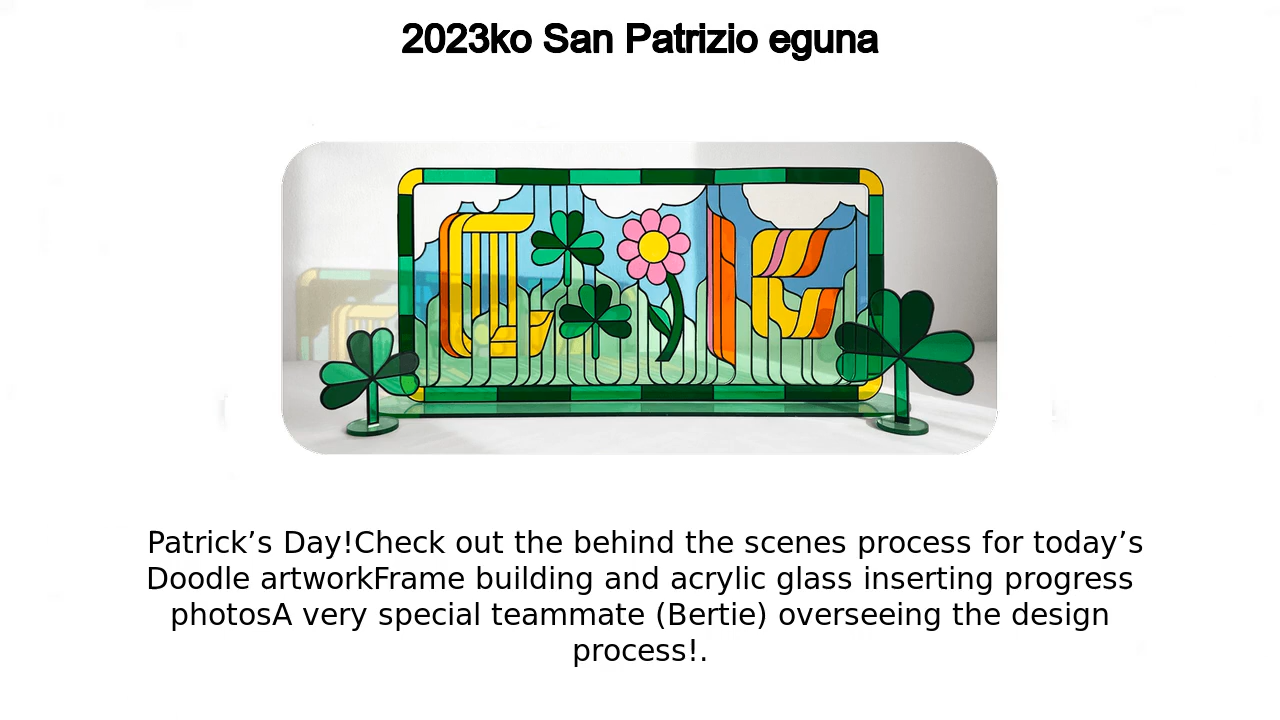 2023ko San Patrizio eguna
Patrick’s Day!Check out the behind the scenes process for today’s
Doodle artworkFrame building and acrylic glass inserting progress
photosA very special teammate (Bertie) overseeing the design
process!.